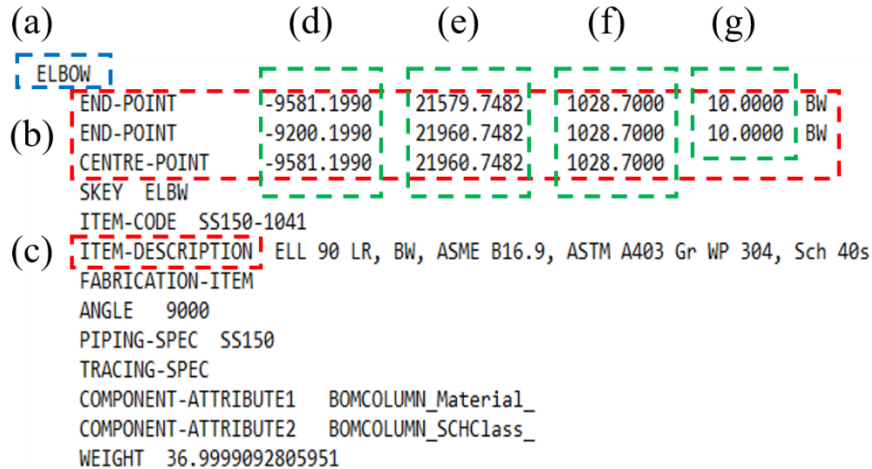 (a) (d) (e) (f) (g)
ELBOW
END-POINT -9581.1990 21579.7482 1028.7000 10.0000 BW
(b) END-POINT -9200.1990 21960.7482 1028.7000 10.0000 BW
CENTRE-POINT -9581.1990 21960.7482 1028.7000
SKEY ELBW
ITEM-CODE SS150-1041
(c) ITEM-DESCRIPTION ELL 90 LR, BW, ASME B16.9, ASTM A403 Gr WP 304, Sch 40s
FABRICATION-ITEM
ANGLE 9000
PIPING-SPEC SS150
TRACING-SPEC
COMPONENT-ATTRIBUTE1 BOMCOLUMN_Material_
COMPONENT-ATTRIBUTE2 BOMCOLUMN_SCHClass_
WEIGHT 36.9999092805951